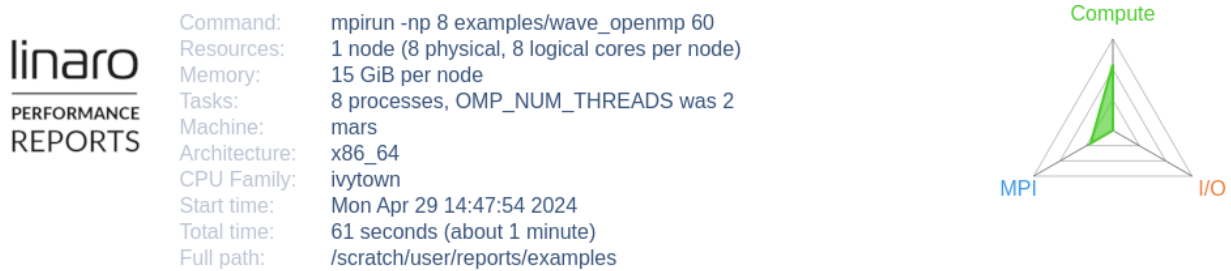 linaro
PERFORMANCE
REPORTS
Command: mpirun -np 8 examples/wave_openmp 60
Resources: 1 node (8 physical, 8 logical cores per node)
Memory: 15 GiB per node
Tasks: 8 processes, OMP_NUM_THREADS was 2
Machine: mars
Architecture: x86_64
CPU Family: ivytown
Start time: Mon Apr 29 14:47:54 2024
Total time: 61 seconds (about 1 minute)
Full path: /scratch/user/reports/examples
Compute
MPI
I/O